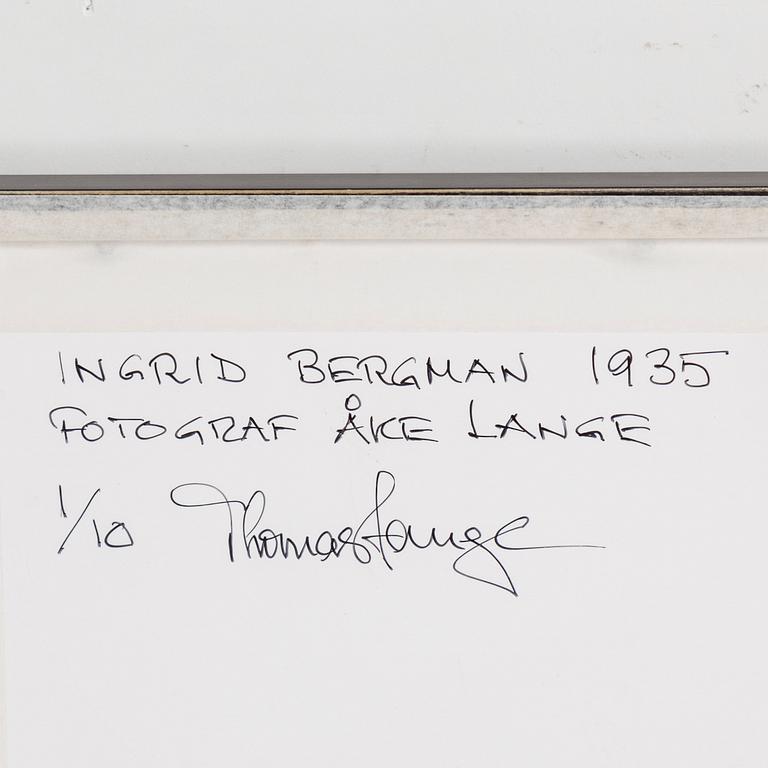 INGRID BERGMAN 1935
FOTOGRAF ÅKE LANGE
1/10 Thomas Lange